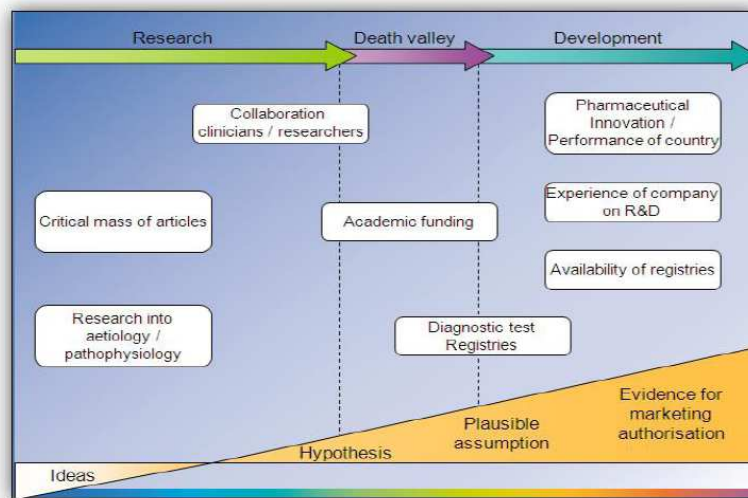 Research
Death valley
Development
Collaboration
clinicians / researchers
Pharmaceutical
Innovation /
Performance of country
Critical mass of articles
Academic funding
Experience of company
on R&D
Availability of registries
Research into
aetiology /
pathophysiology
Diagnostic test
Registries
Ideas
Hypothesis
Plausible
assumption
Evidence for
marketing
authorisation